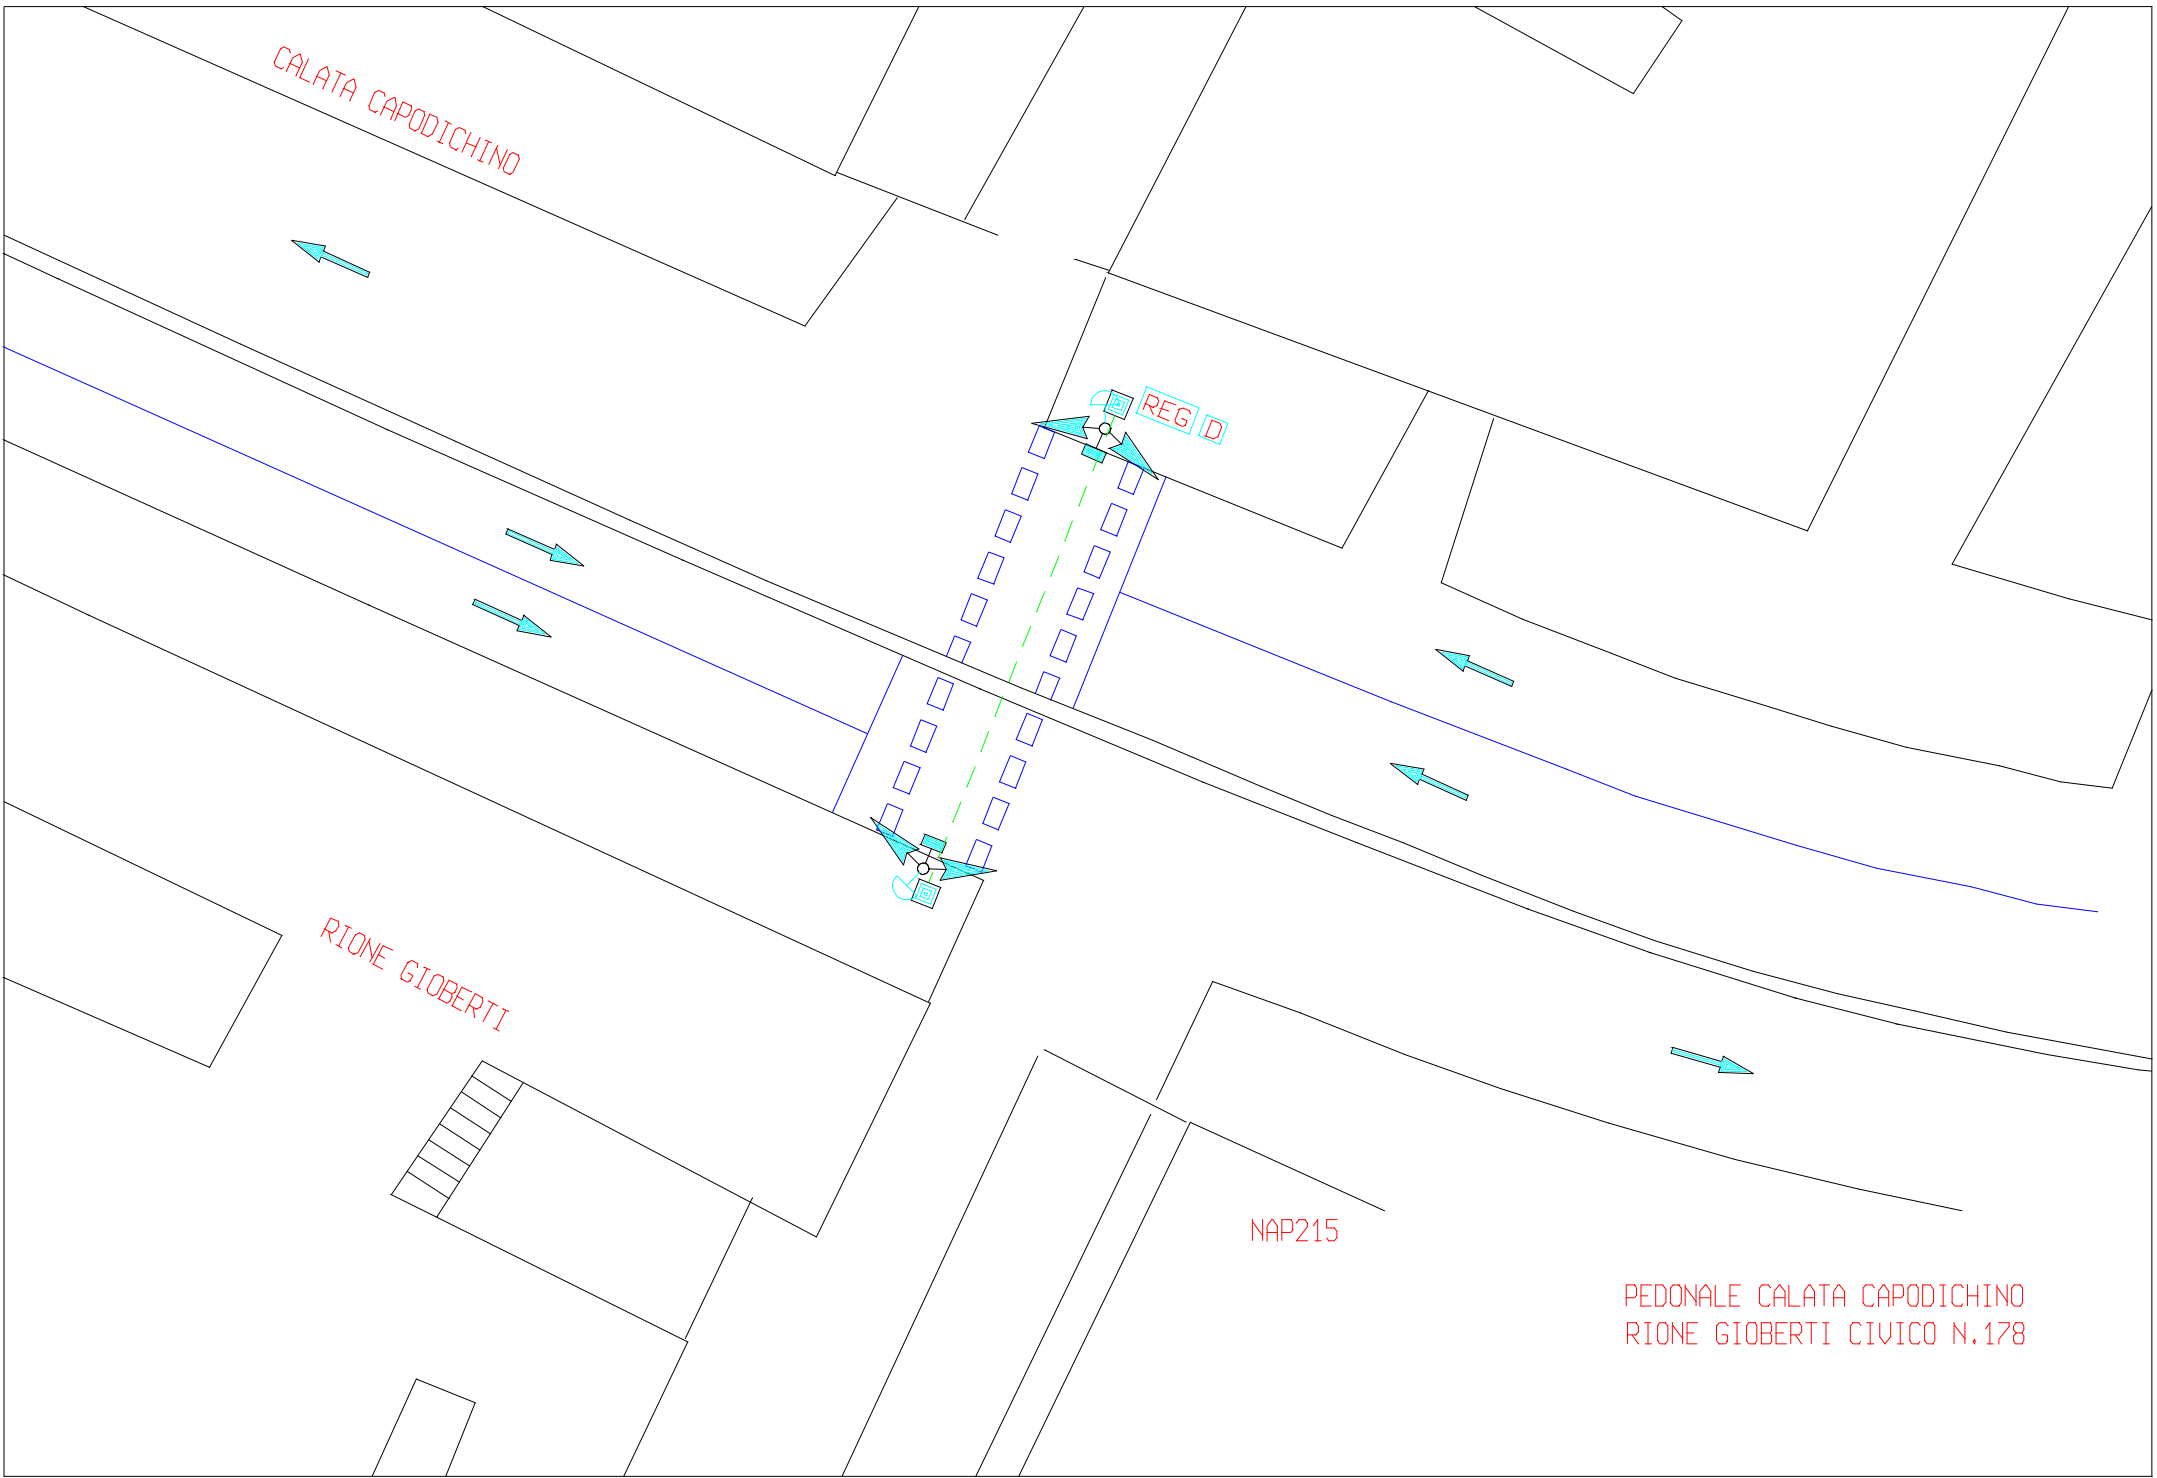 CALATA CAPODICHINO
REG D
RIONE GIOBERTI
NAP215
PEDONALE CALATA CAPODICHINO
RIONE GIOBERTI CIVICO N.178